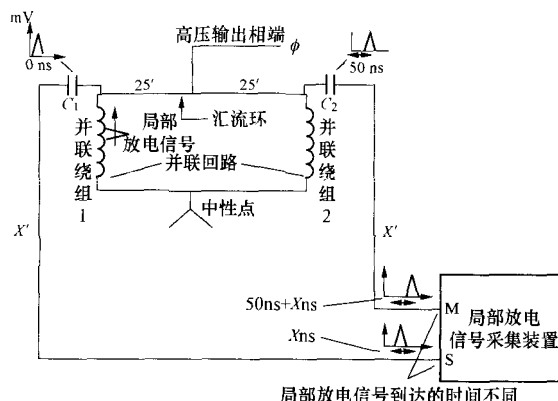 mV
高压输出相端 ϕ
0 ns
50 ns
25′
25′
C₁
C₂
汇流环
局部
放电信号
并联回路
并联绕组1
并联绕组2
中性点
X′
X′
50ns+Xns
Xns
M
S
局部放电
信号采集装置
局部放电信号到达的时间不同